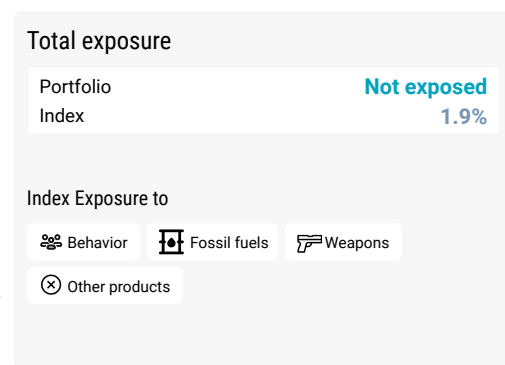 Total exposure
Portfolio Not exposed
Index 1.9%
Index Exposure to
Behavior Fossil fuels Weapons
Other products